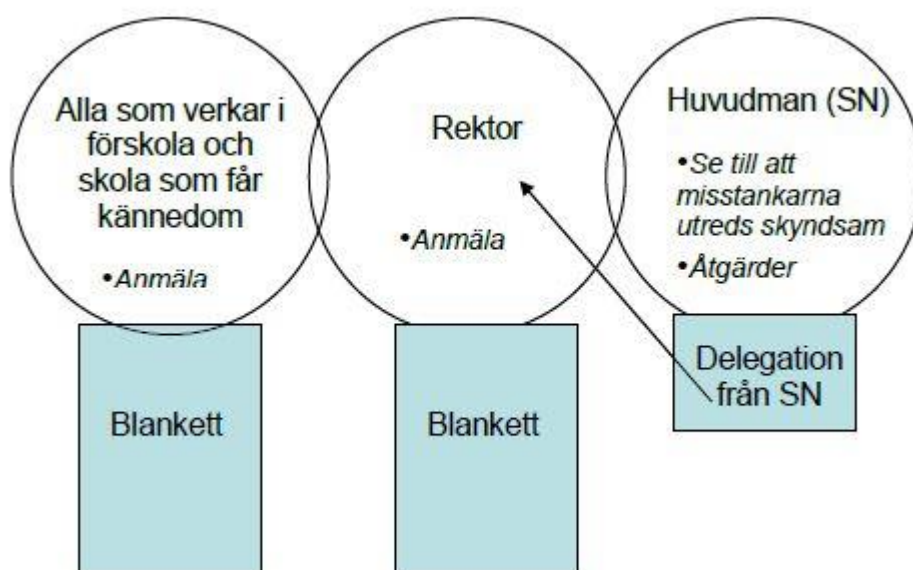 Alla som verkar i
förskola och
skola som får
kännedom
•Anmäla
Blankett
Rektor
•Anmäla
Blankett
Huvudman (SN)
•Se till att
misstankarna
utreds skyndsam
•Åtgärder
Delegation
från SN